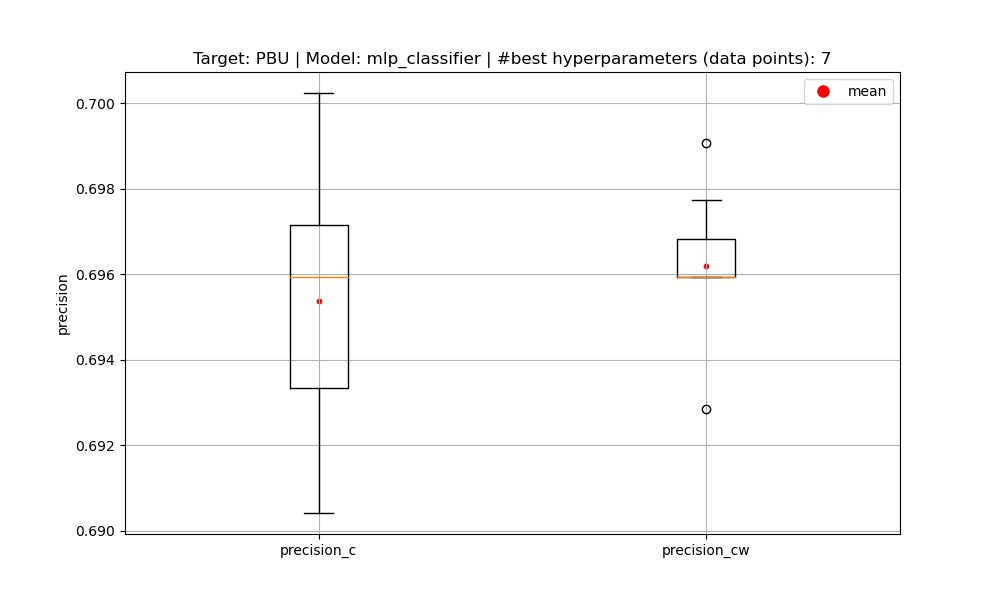 Target: PBU | Model: mlp_classifier | #best hyperparameters (data points): 7
mean
0.700
0.698
0.696
0.694
0.692
0.690
precision
precision_c
precision_cw